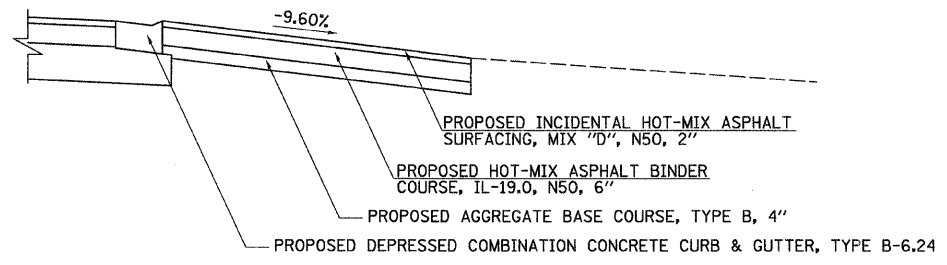 -9.60%
PROPOSED INCIDENTAL HOT-MIX ASPHALT
SURFACING, MIX "D", N50, 2"
PROPOSED HOT-MIX ASPHALT BINDER
COURSE, IL-19.0, N50, 6"
PROPOSED AGGREGATE BASE COURSE, TYPE B, 4"
PROPOSED DEPRESSED COMBINATION CONCRETE CURB & GUTTER, TYPE B-6.24